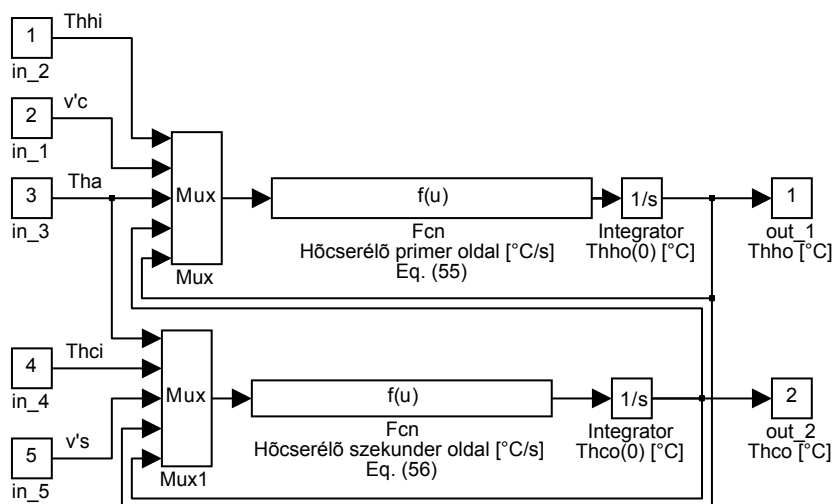 Thhi
1
in_2
v'c
2
in_1
Tha
3
in_3
Mux
Mux
f(u)
Fcn
Hõcserélõ primer oldal [°C/s]
Eq. (55)
1/s
Integrator
Thho(0) [°C]
1
out_1
Thho [°C]
Thci
4
in_4
v's
5
in_5
Mux
Mux1
f(u)
Fcn
Hõcserélõ szekunder oldal [°C/s]
Eq. (56)
1/s
Integrator
Thco(0) [°C]
2
out_2
Thco [°C]